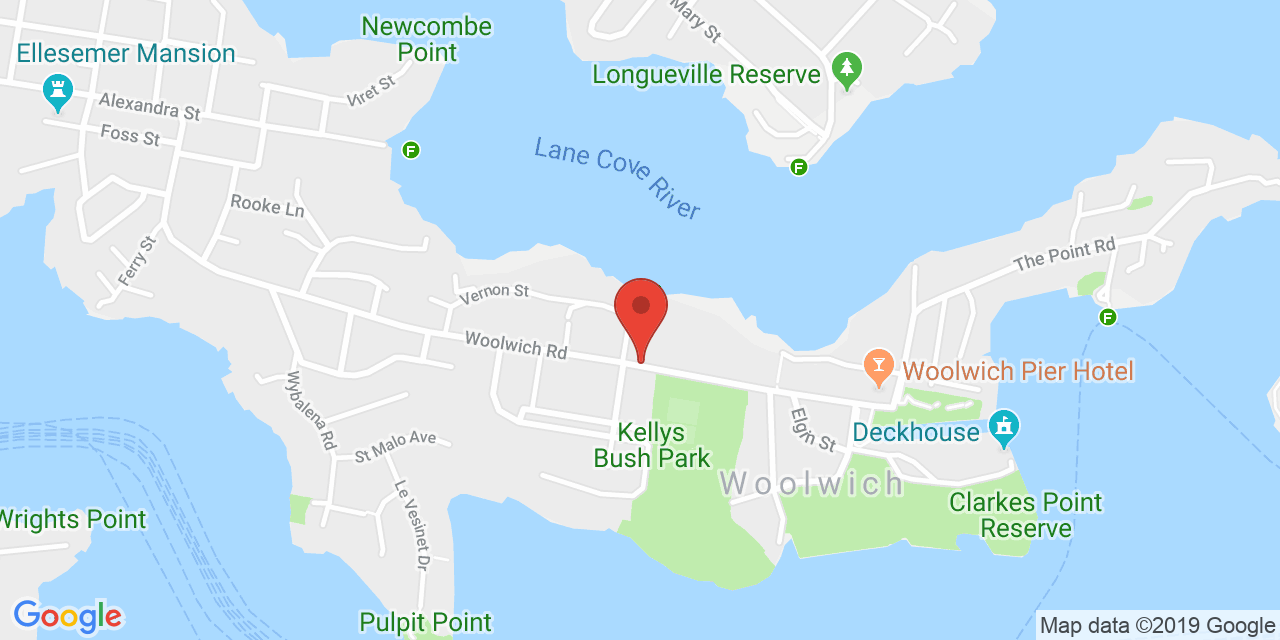 Newcombe
Point
Ellesemer Mansion
Mary St
Longueville Reserve
Viret St
Alexandra St
Foss St
F
Lane Cove River
F
Rooke Ln
Ferry St
The Point Rd
Vernon St
F
Woolwich Rd
Woolwich Pier Hotel
Wybalena Rd
Elgin St
Kellys
Bush Park
Deckhouse
St Malo Ave
Woolwich
Le Vesinet Dr
Clarkes Point
Reserve
Wrights Point
Google
Pulpit Point
Map data ©2019 Google